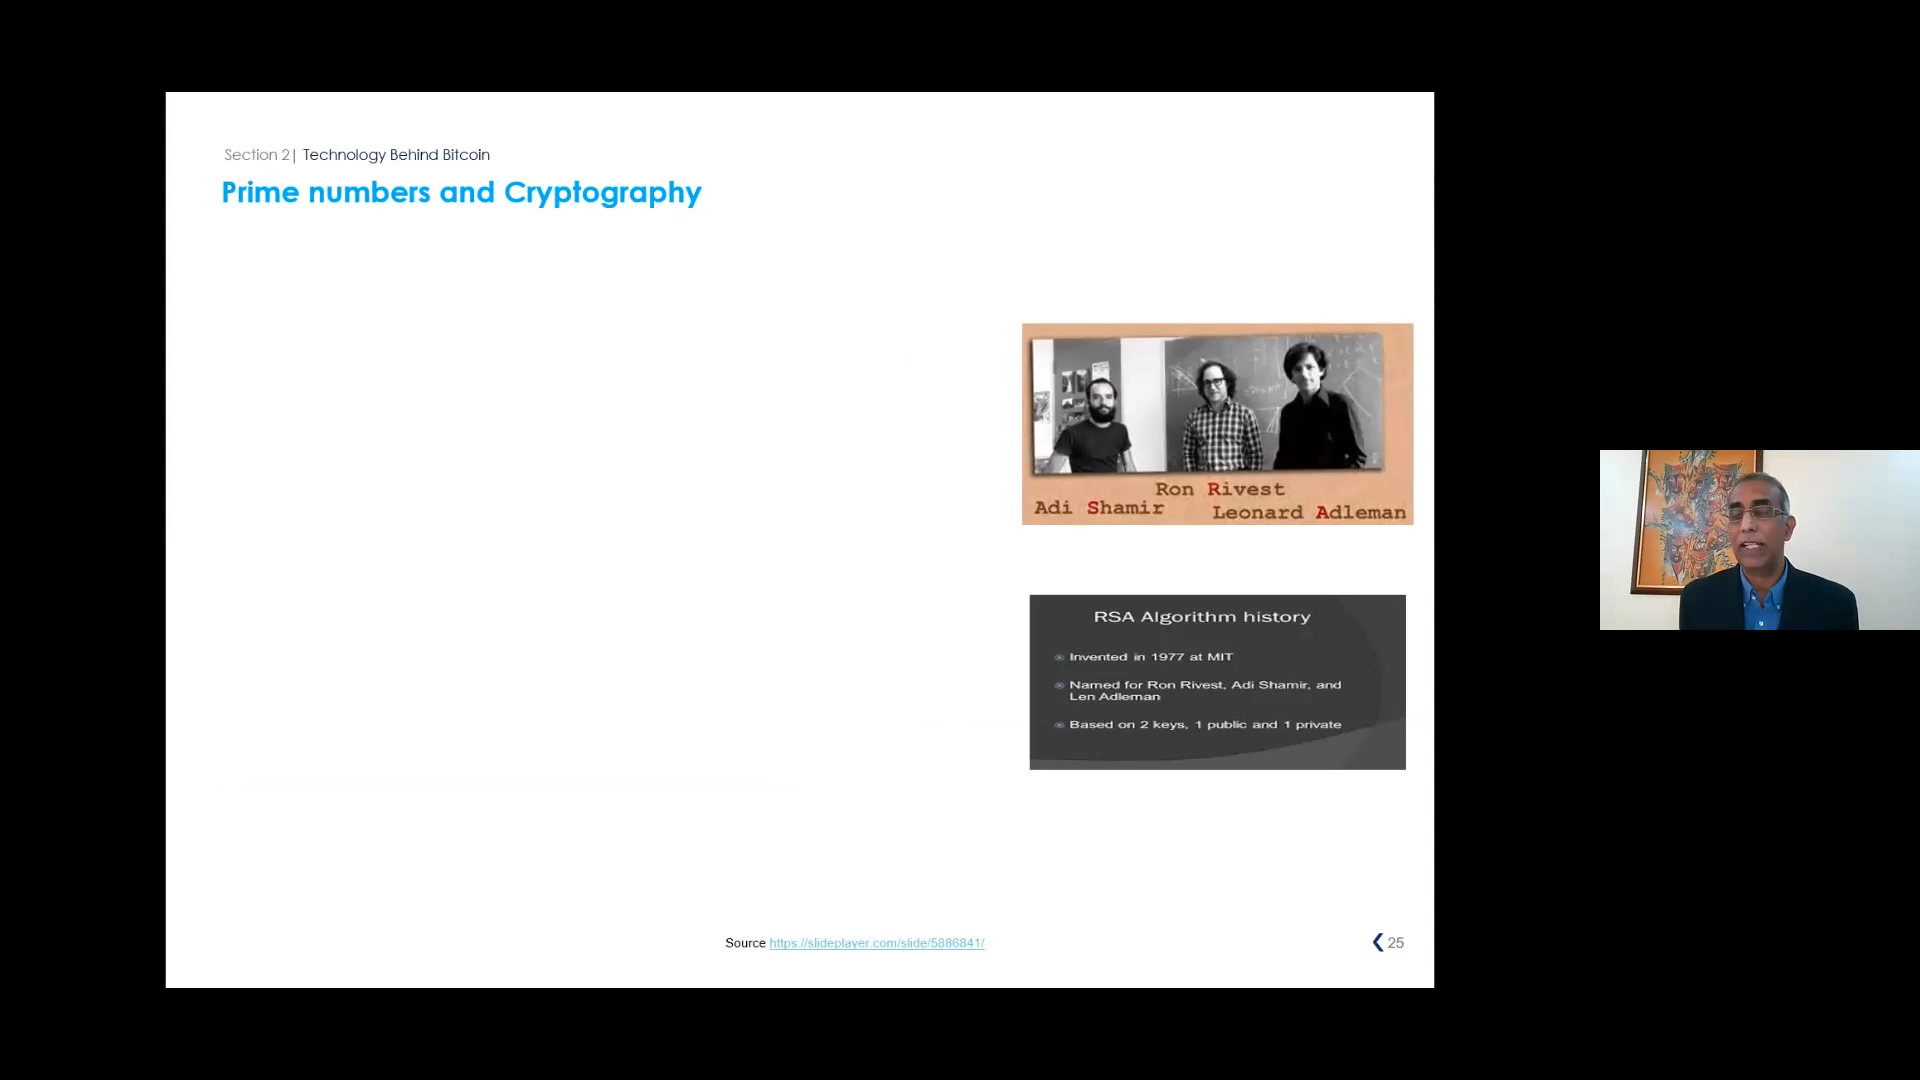 Section 2| Technology Behind Bitcoin
Prime numbers and Cryptography
Ron Rivest
Adi Shamir
Leonard Adleman
RSA Algorithm history
Invented in 1977 at MIT
Named for Ron Rivest, Adi Shamir, and
Len Adleman
Based on 2 keys, 1 public and 1 private
Source https://slideplayer.com/slide/5886841/
25